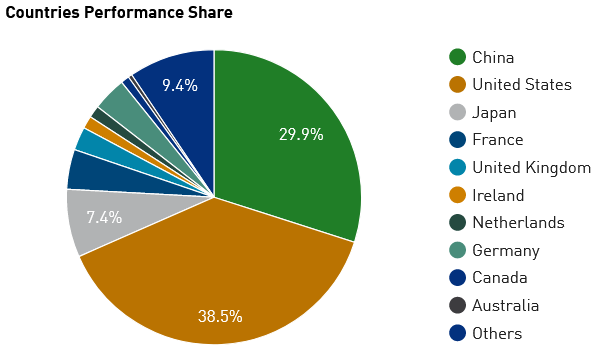 Countries Performance Share
9.4%
29.9%
7.4%
38.5%
China
United States
Japan
France
United Kingdom
Ireland
Netherlands
Germany
Canada
Australia
Others